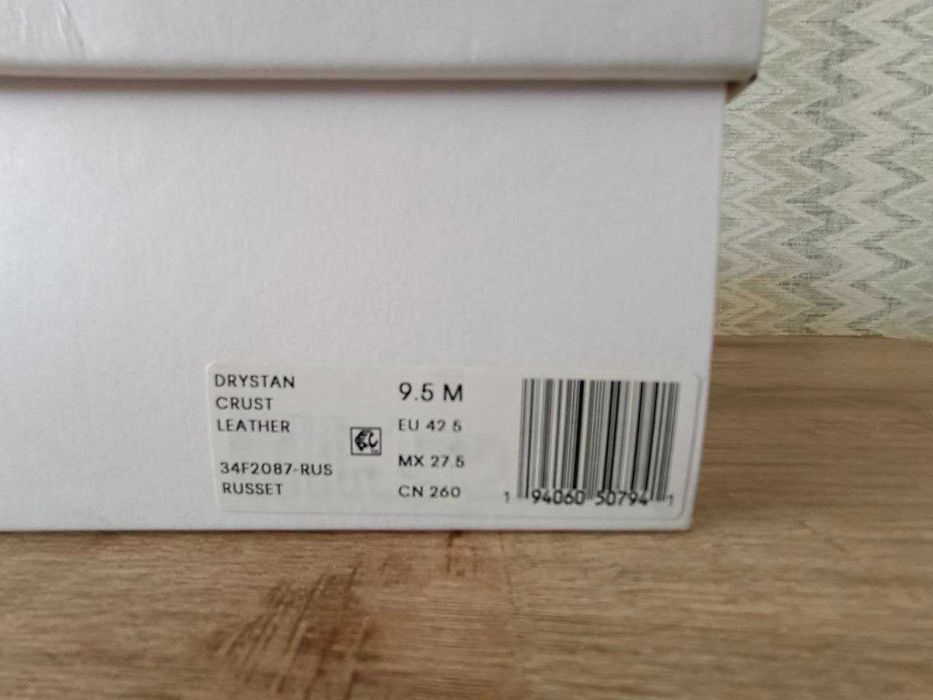 DRYSTAN
CRUST
LEATHER
34F2087-RUS
RUSSET
9.5 M
EU 42 5
MX 27.5
CN 260
1 94060 50794 1